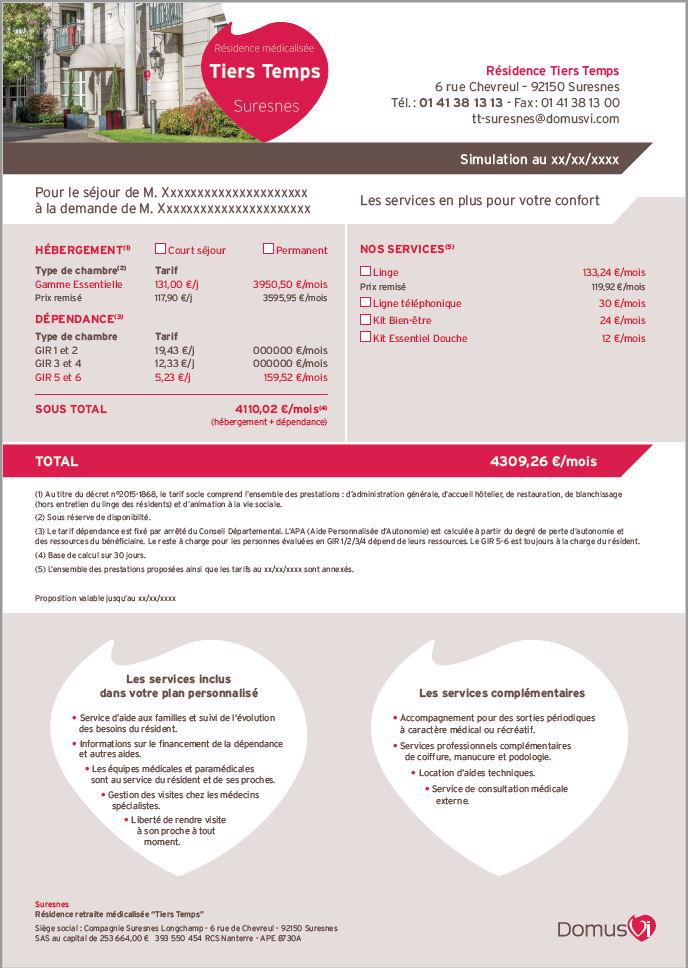 Résidence médicalisée
Tiers Temps
Suresnes
Résidence Tiers Temps
6 rue Chevreul – 92150 Suresnes
Tél. : 01 41 38 13 13 - Fax : 01 41 38 13 00
tt-suresnes@domusvi.com
Simulation au xx/xx/xxxx
Pour le séjour de M. Xxxxxxxxxxxxxxxxxxxxx
à la demande de M. Xxxxxxxxxxxxxxxxxxxxxx
Les services en plus pour votre confort
HÉBERGEMENT(1) Court séjour Permanent
Type de chambre(2) Tarif
Gamme Essentielle 131,00 €/j 3950,50 €/mois
Prix remisé 117,90 €/j 3595,95 €/mois
DÉPENDANCE(3)
Type de chambre Tarif
GIR 1 et 2 19,43 €/j 000000 €/mois
GIR 3 et 4 12,33 €/j 000000 €/mois
GIR 5 et 6 5,23 €/j 159,52 €/mois
SOUS TOTAL 4110,02 €/mois(4)
(hébergement + dépendance)
NOS SERVICES(5)
Linge 133,24 €/mois
Prix remisé 119,92 €/mois
Ligne téléphonique 30 €/mois
Kit Bien-être 24 €/mois
Kit Essentiel Douche 12 €/mois
TOTAL 4309,26 €/mois
(1) Au titre du décret n°2015-1868, le tarif socle comprend l'ensemble des prestations : d'administration générale, d'accueil hôtelier, de restauration, de blanchissage
(hors entretien du linge des résidents) et d'animation à la vie sociale.
(2) Sous réserve de disponibilté.
(3) Le tarif dépendance est fixé par arrêté du Conseil Départemental. L'APA (Aide Personnalisée d'Autonomie) est calculée à partir du degré de perte d'autonomie et
des ressources du bénéficiaire. Le reste à charge pour les personnes évaluées en GIR 1/2/3/4 dépend de leurs ressources. Le GIR 5-6 est toujours à la charge du résident.
(4) Base de calcul sur 30 jours.
(5) L'ensemble des prestations proposées ainsi que les tarifs au xx/xx/xxxx sont annexés.
Proposition valable jusqu'au xx/xx/xxxx
Les services inclus
dans votre plan personnalisé
• Service d'aide aux familles et suivi de l'évolution
des besoins du résident.
• Informations sur le financement de la dépendance
et autres aides.
• Les équipes médicales et paramédicales
sont au service du résident et de ses proches.
• Gestion des visites chez les médecins
spécialistes.
• Liberté de rendre visite
à son proche à tout
moment.
Les services complémentaires
• Accompagnement pour des sorties périodiques
à caractère médical ou récréatif.
• Services professionnels complémentaires
de coiffure, manucure et podologie.
• Location d'aides techniques.
• Service de consultation médicale
externe.
Suresnes
Résidence retraite médicalisée "Tiers Temps"
Siège social : Compagnie Suresnes Longchamp - 6 rue de Chevreul - 92150 Suresnes
SAS au capital de 253 664,00 € 393 550 454 RCS Nanterre - APE 8730A
DomusVi